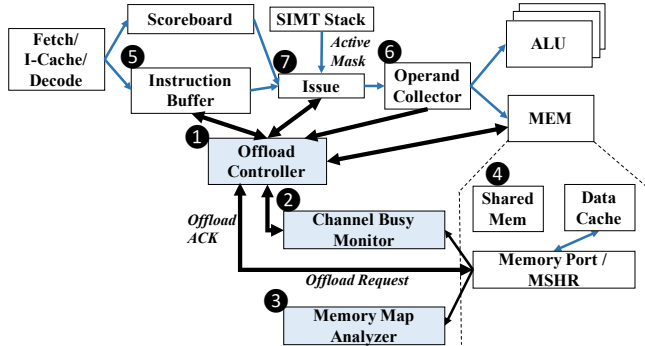 Fetch/
I-Cache/
Decode
Scoreboard
SIMT Stack
Active
Mask
ALU
5
Instruction
Buffer
7
Issue
6
Operand
Collector
MEM
1
Offload
Controller
4
Shared
Mem
Data
Cache
Offload
ACK
2
Channel Busy
Monitor
Memory Port /
MSHR
Offload Request
3
Memory Map
Analyzer